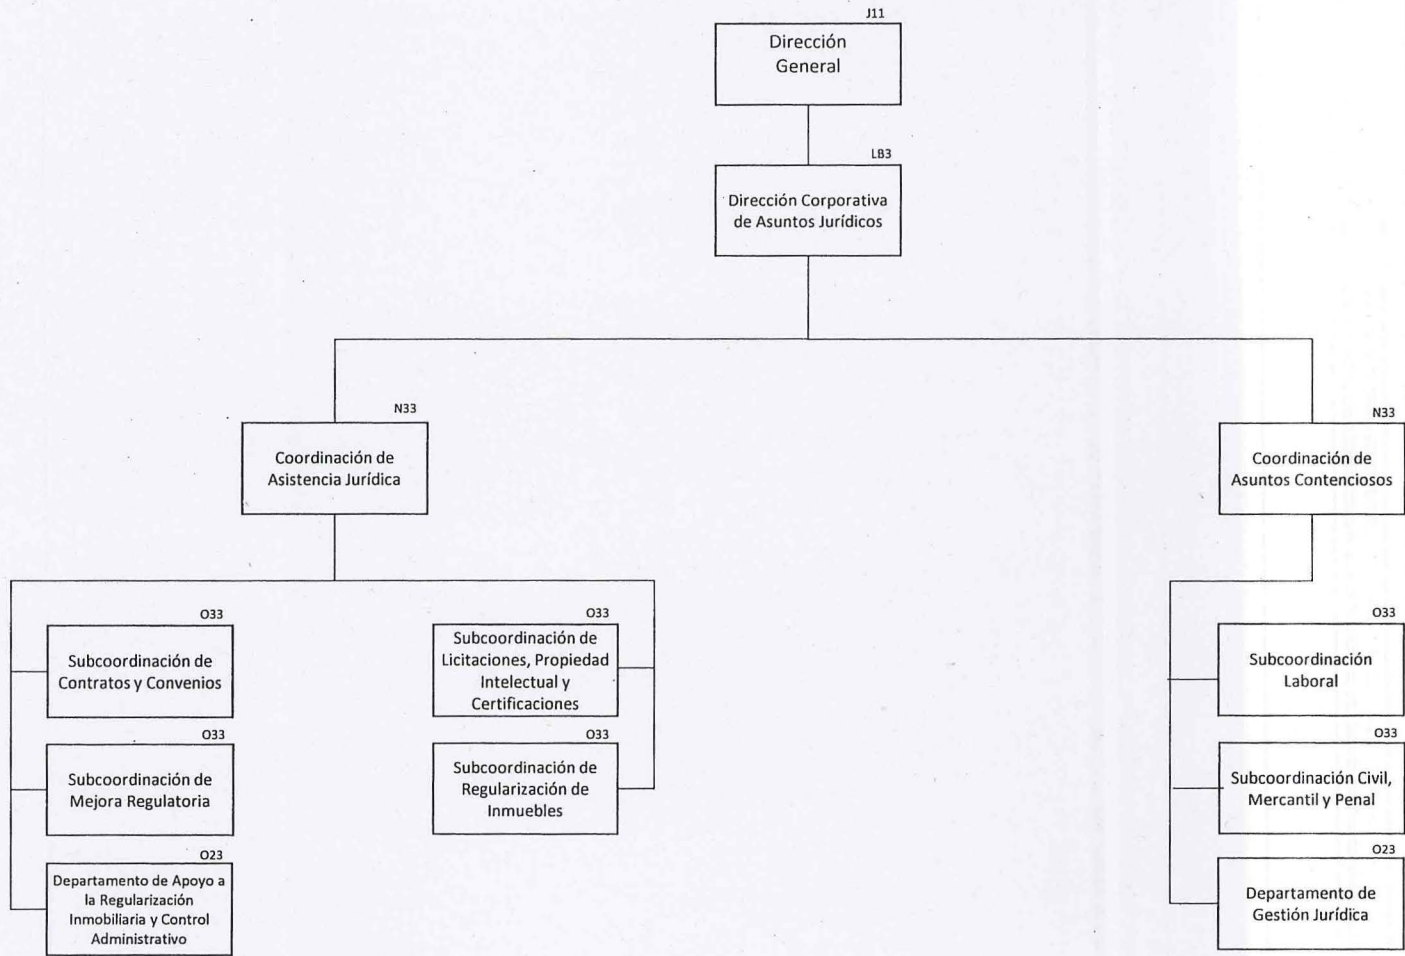 J11
Dirección
General
LB3
Dirección Corporativa
de Asuntos Jurídicos
N33
Coordinación de
Asistencia Jurídica
N33
Coordinación de
Asuntos Contenciosos
O33
Subcoordinación de
Contratos y Convenios
O33
Subcoordinación de
Licitaciones, Propiedad
Intelectual y
Certificaciones
O33
Subcoordinación
Laboral
O33
Subcoordinación de
Mejora Regulatoria
O33
Subcoordinación de
Regularización de
Inmuebles
O33
Subcoordinación Civil,
Mercantil y Penal
O23
Departamento de Apoyo a
la Regularización
Inmobiliaria y Control
Administrativo
O23
Departamento de
Gestión Jurídica